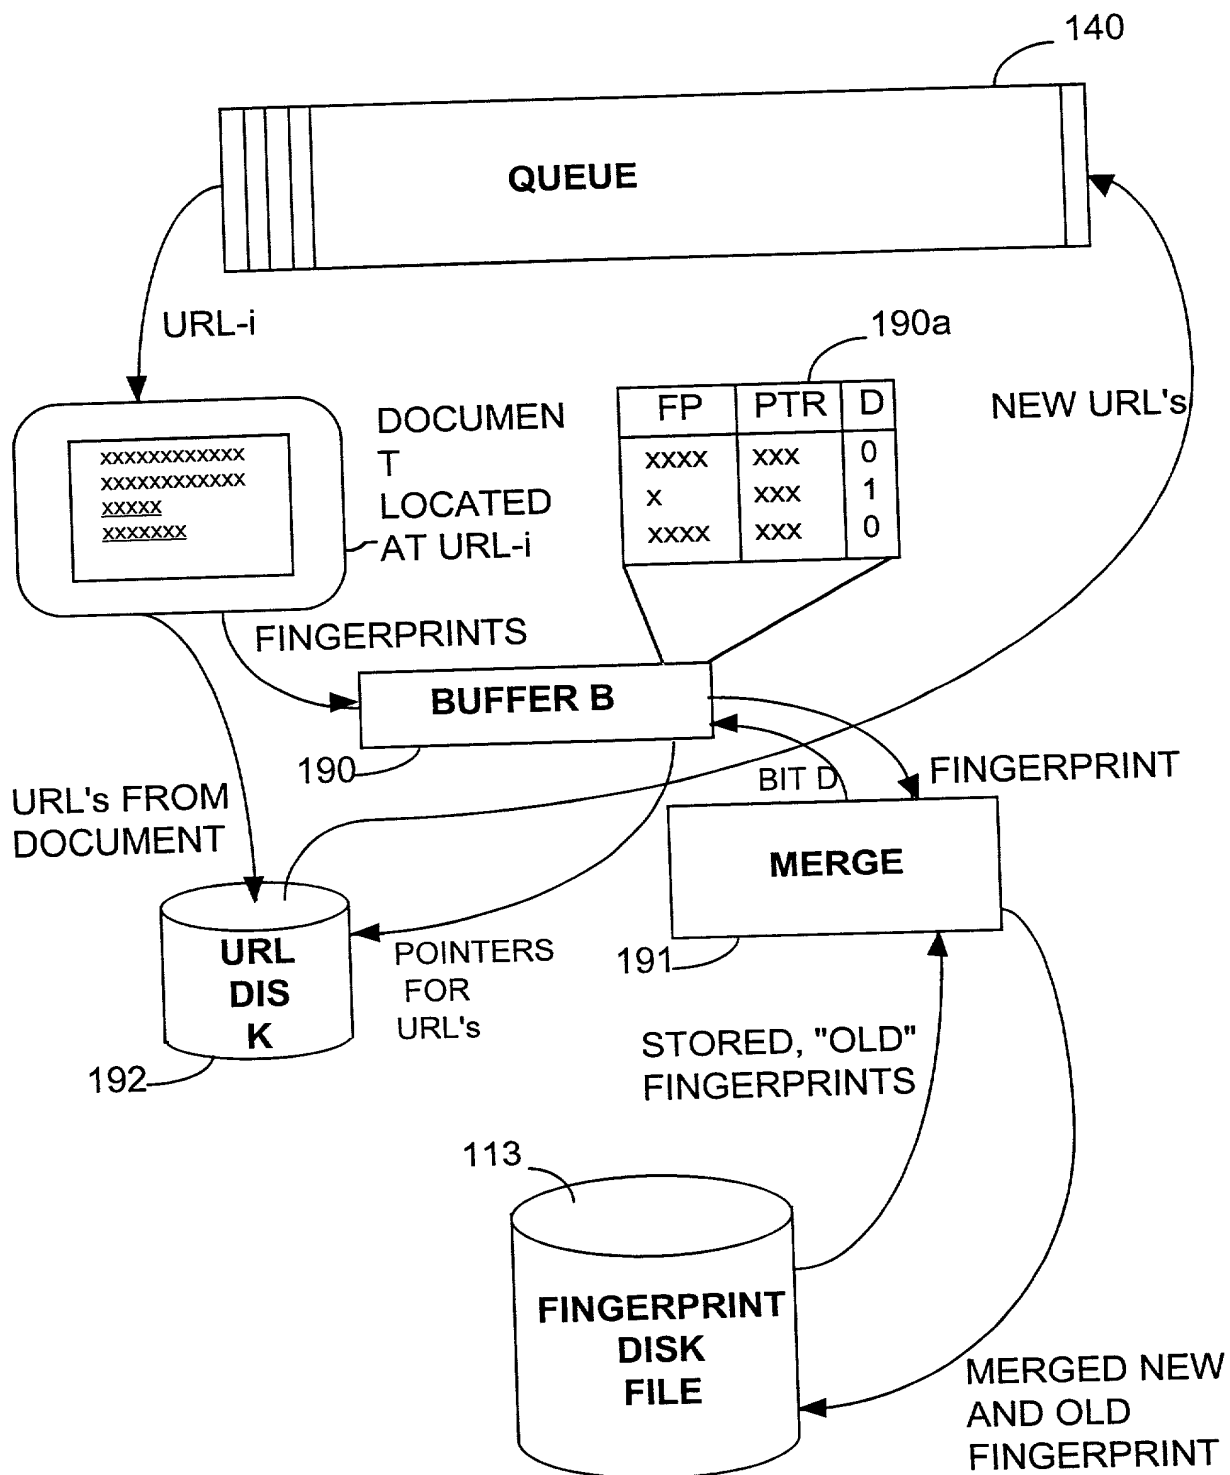 140
QUEUE
URL-i
190a
FP PTR D
xxxx xxx 0
x xxx 1
xxxx xxx 0
NEW URL's
xxxxxxxxxxxx
xxxxxxxxxxxx
xxxxx
xxxxxxx
DOCUMEN
T
LOCATED
AT URL-i
FINGERPRINTS
BUFFER B
190
BIT D
FINGERPRINT
URL's FROM
DOCUMENT
MERGE
191
URL
DIS
K
192
POINTERS
FOR
URL's
STORED, "OLD"
FINGERPRINTS
113
FINGERPRINT
DISK
FILE
MERGED NEW
AND OLD
FINGERPRINT